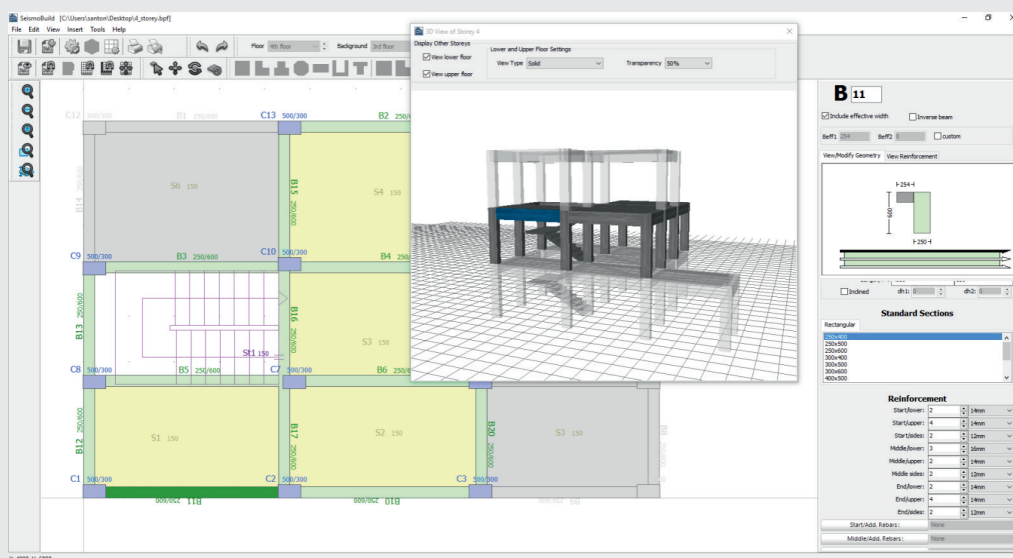 SeismoBuild [C:\Users\santon\Desktop\4_storey.bpf]
File Edit View Insert Tools Help
Floor 4th floor Background 3rd floor
3D View of Storey 4
Display Other Storeys
View lower floor
View upper floor
Lower and Upper Floor Settings
View Type Solid Transparency 50%
C12 500/300 B1 250/600 C13 500/300 B2
B14 250/600 S6 150 B15 250/600 S4 150
C9 500/300 B3 250/600 C10 500/300 B4
B13 250/600 St1 150 B16 250/600 S3 150
C8 500/300 B5 250/600 C7 500/300 B6
B12 250/600 S1 150 B17 250/600 S2 150 B20 250/600 S3 150 B8
C1 500/300 C2 500/300 C3 500/300
B11 250/600 B10 250/600 B9 250/600
B 11
Include effective width Inverse beam
Beff1 254 Beff2 0 custom
View/Modify Geometry View Reinforcement
254
600
250
Inclined dh1: 0 dh2: 0
Standard Sections
Rectangular
250x400
250x500
250x600
300x400
300x500
300x600
400x500
Reinforcement
Start/lower: 2 14mm
Start/upper: 4 14mm
Start/sides: 2 12mm
Middle/lower: 3 16mm
Middle/upper: 2 14mm
Middle sides: 2 12mm
End/lower: 2 14mm
End/upper: 4 14mm
End/sides: 2 12mm
Start/Add. Rebars: None
Middle/Add. Rebers: None